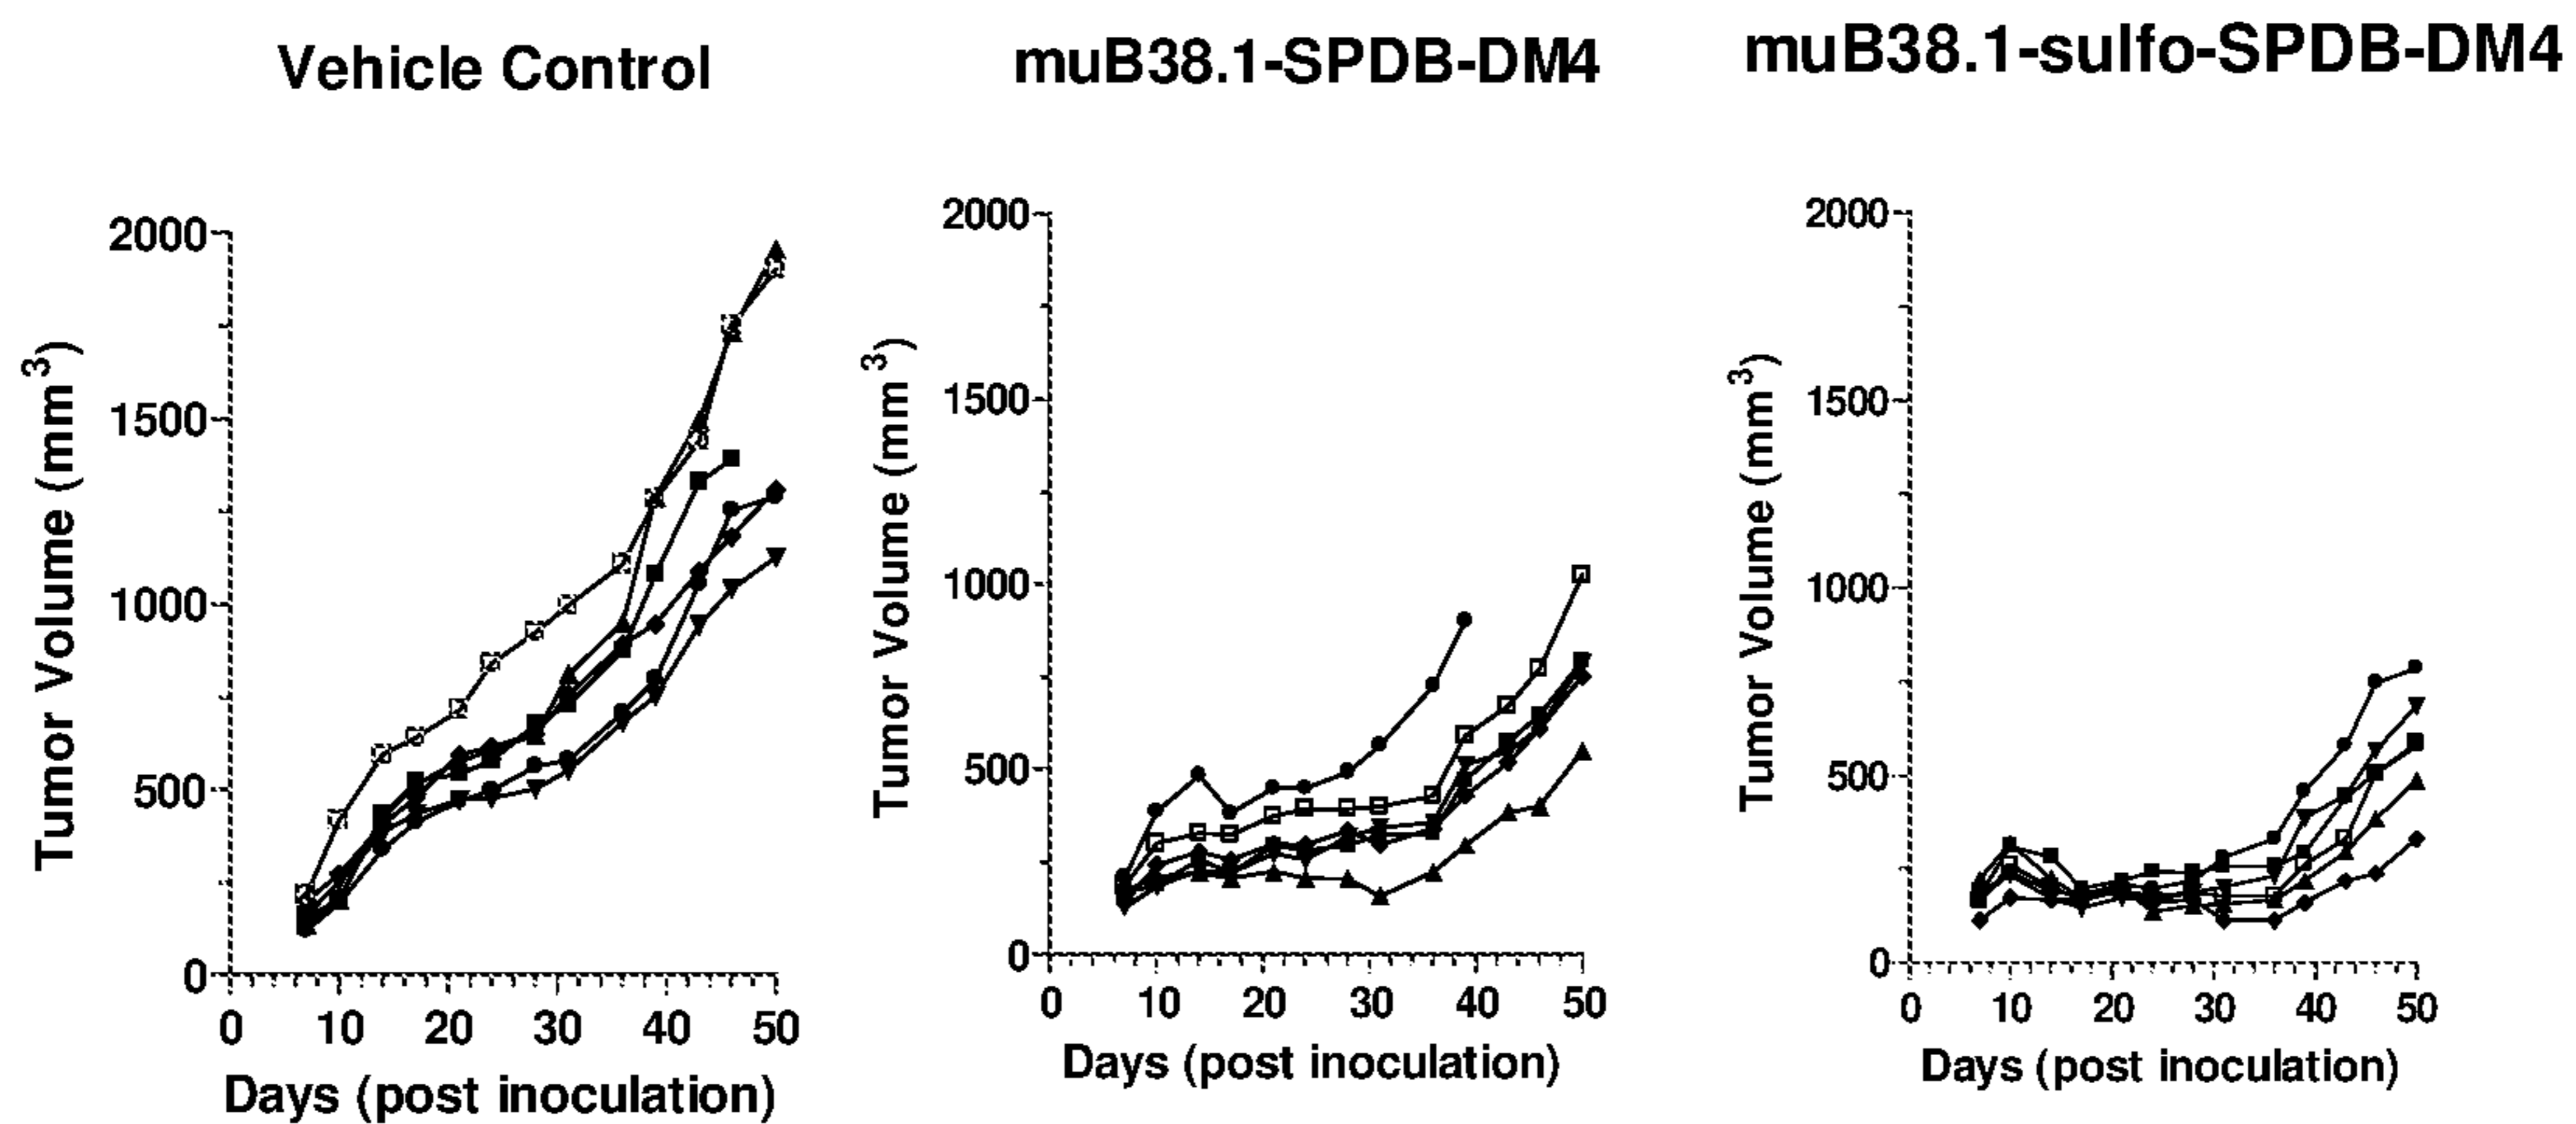 Vehicle Control
Tumor Volume (mm³)
2000
1500
1000
500
0
0 10 20 30 40 50
Days (post inoculation)
muB38.1-SPDB-DM4
Tumor Volume (mm³)
2000
1500
1000
500
0
0 10 20 30 40 50
Days (post inoculation)
muB38.1-sulfo-SPDB-DM4
Tumor Volume (mm³)
2000
1500
1000
500
0
0 10 20 30 40 50
Days (post inoculation)